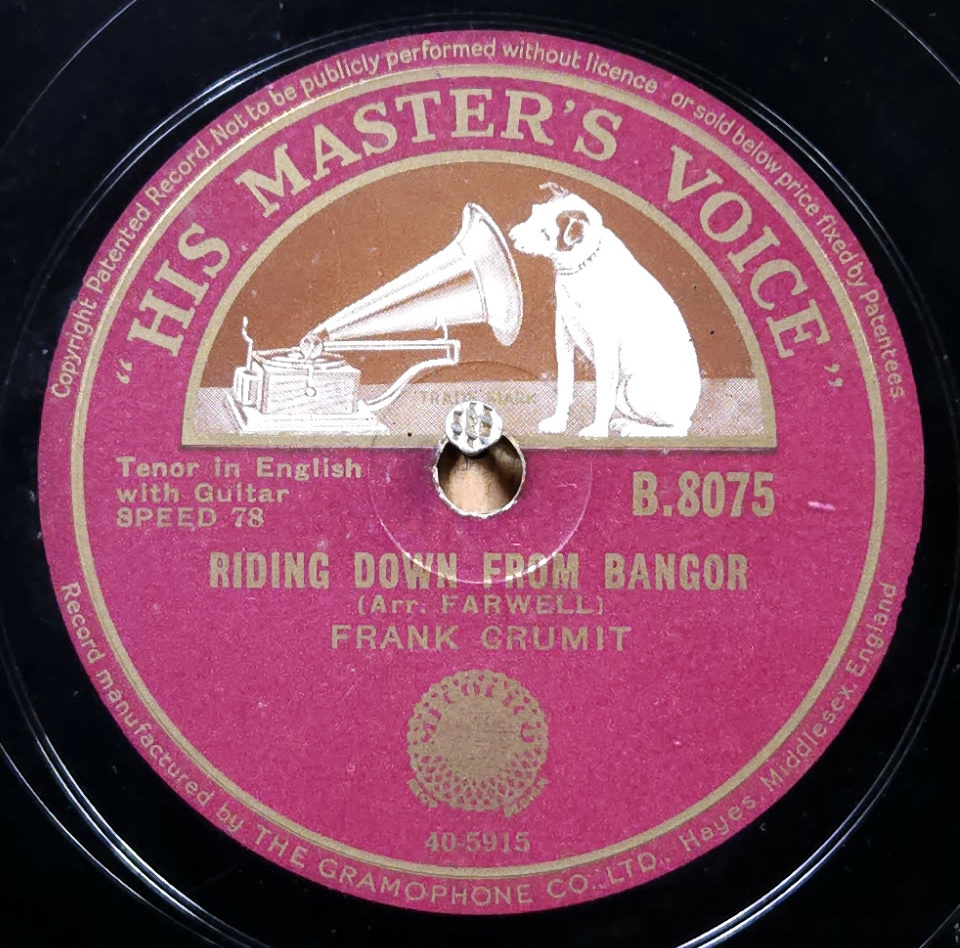 Copyright Patented Record Not to be publicly performed without licence or sold below price fixed by Patentees.
"HIS MASTER'S VOICE"
TRADE MARK
Tenor in English
with Guitar
SPEED 78
B.8075
RIDING DOWN FROM BANGOR
(Arr. FARWELL)
FRANK CRUMIT
40-5915
Record manufactured by THE GRAMOPHONE CO., LTD., Hayes, Middlesex, England